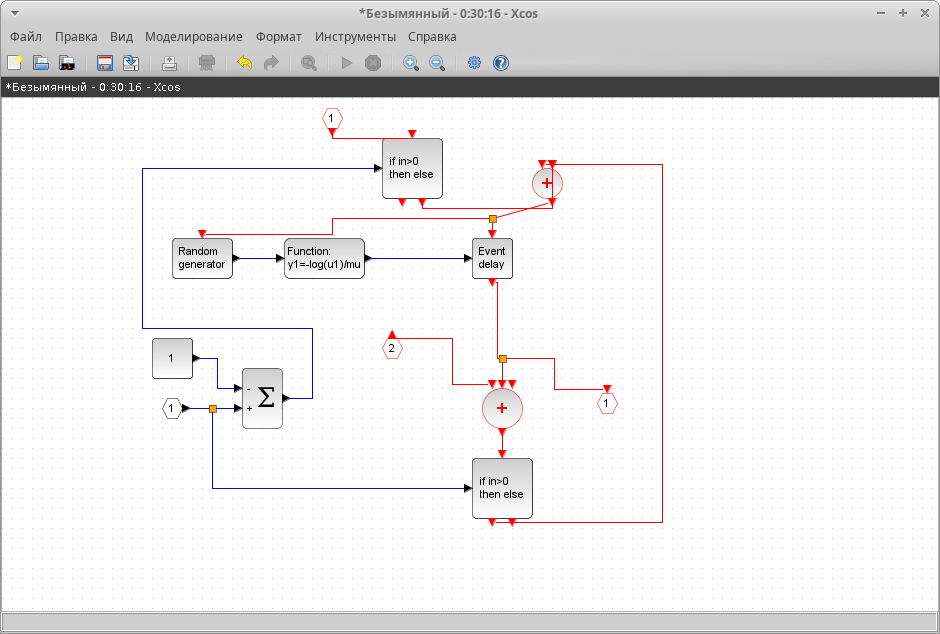 *Безымянный - 0:30:16 - Xcos
Файл Правка Вид Моделирование Формат Инструменты Справка
*Безымянный - 0:30:16 - Xcos
1
if in>0
then else
+
Random
generator
Function:
y1=-log(u1)/mu
Event
delay
1
2
1
-
+
Σ
1
+
if in>0
then else